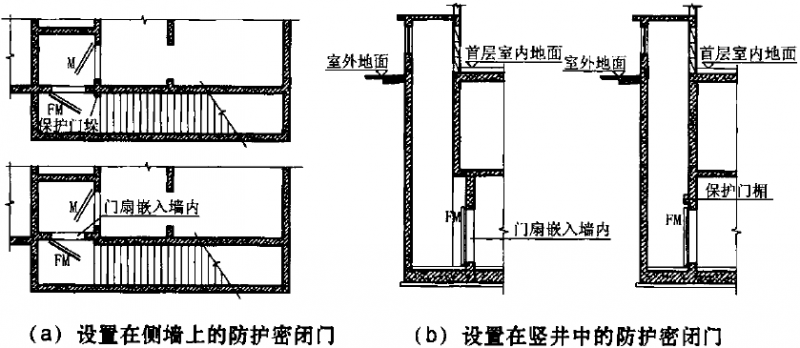 M
FM
保护门垛
M
门扇嵌入墙内
FM
(a) 设置在侧墙上的防护密闭门
室外地面
首层室内地面
FM
门扇嵌入墙内
室外地面
首层室内地面
保护门楣
FM
(b) 设置在竖井中的防护密闭门